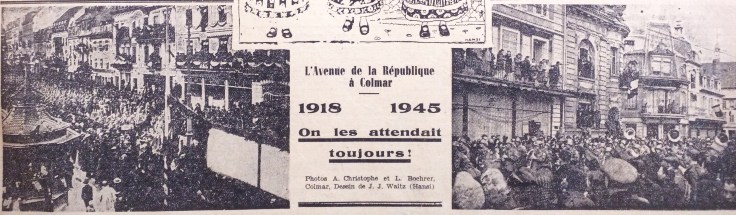 HANSI
L'Avenue de la République
à Colmar
1918 1945
On les attendait
toujours!
Photos A. Christophe et L. Boehrer,
Colmar, Dessin de J. J. Waltz (Hansi)